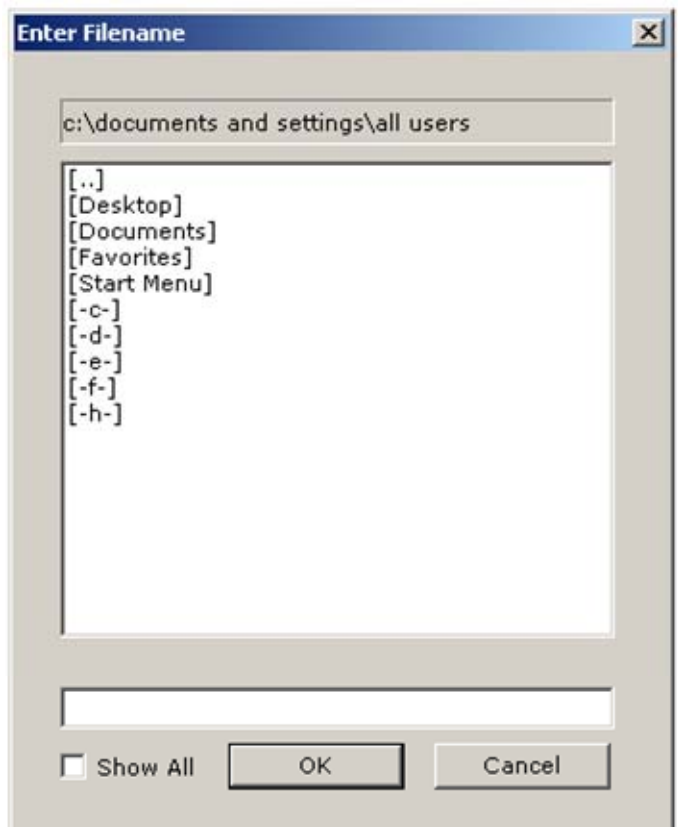 Enter Filename
c:\documents and settings\all users
[..]
[Desktop]
[Documents]
[Favorites]
[Start Menu]
[-c-]
[-d-]
[-e-]
[-f-]
[-h-]
Show All OK Cancel